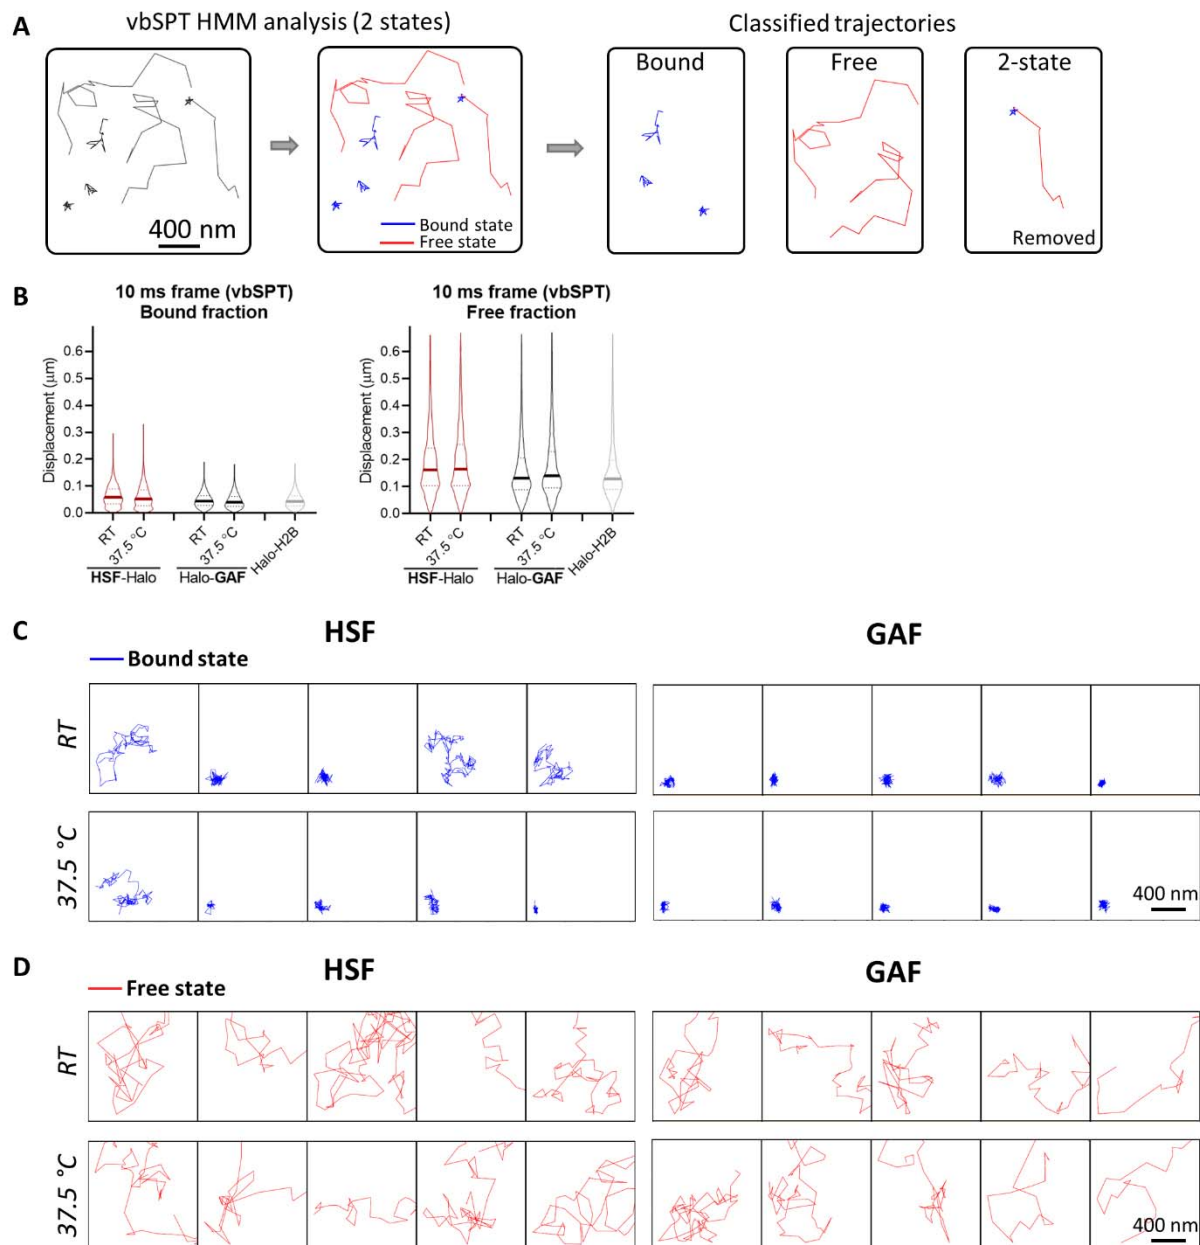 A
vbSPT HMM analysis (2 states)
Classified trajectories
400 nm
Bound state
Free state
Bound
Free
2-state
Removed
B
10 ms frame (vbSPT)
Bound fraction
Displacement (μm)
0.6
0.5
0.4
0.3
0.2
0.1
0.0
RT
37.5 °C
RT
37.5 °C
Halo-H2B
HSF-Halo
Halo-GAF
10 ms frame (vbSPT)
Free fraction
Displacement (μm)
0.6
0.5
0.4
0.3
0.2
0.1
0.0
RT
37.5 °C
RT
37.5 °C
Halo-H2B
HSF-Halo
Halo-GAF
C
HSF
GAF
Bound state
RT
37.5 °C
400 nm
D
HSF
GAF
Free state
RT
37.5 °C
400 nm